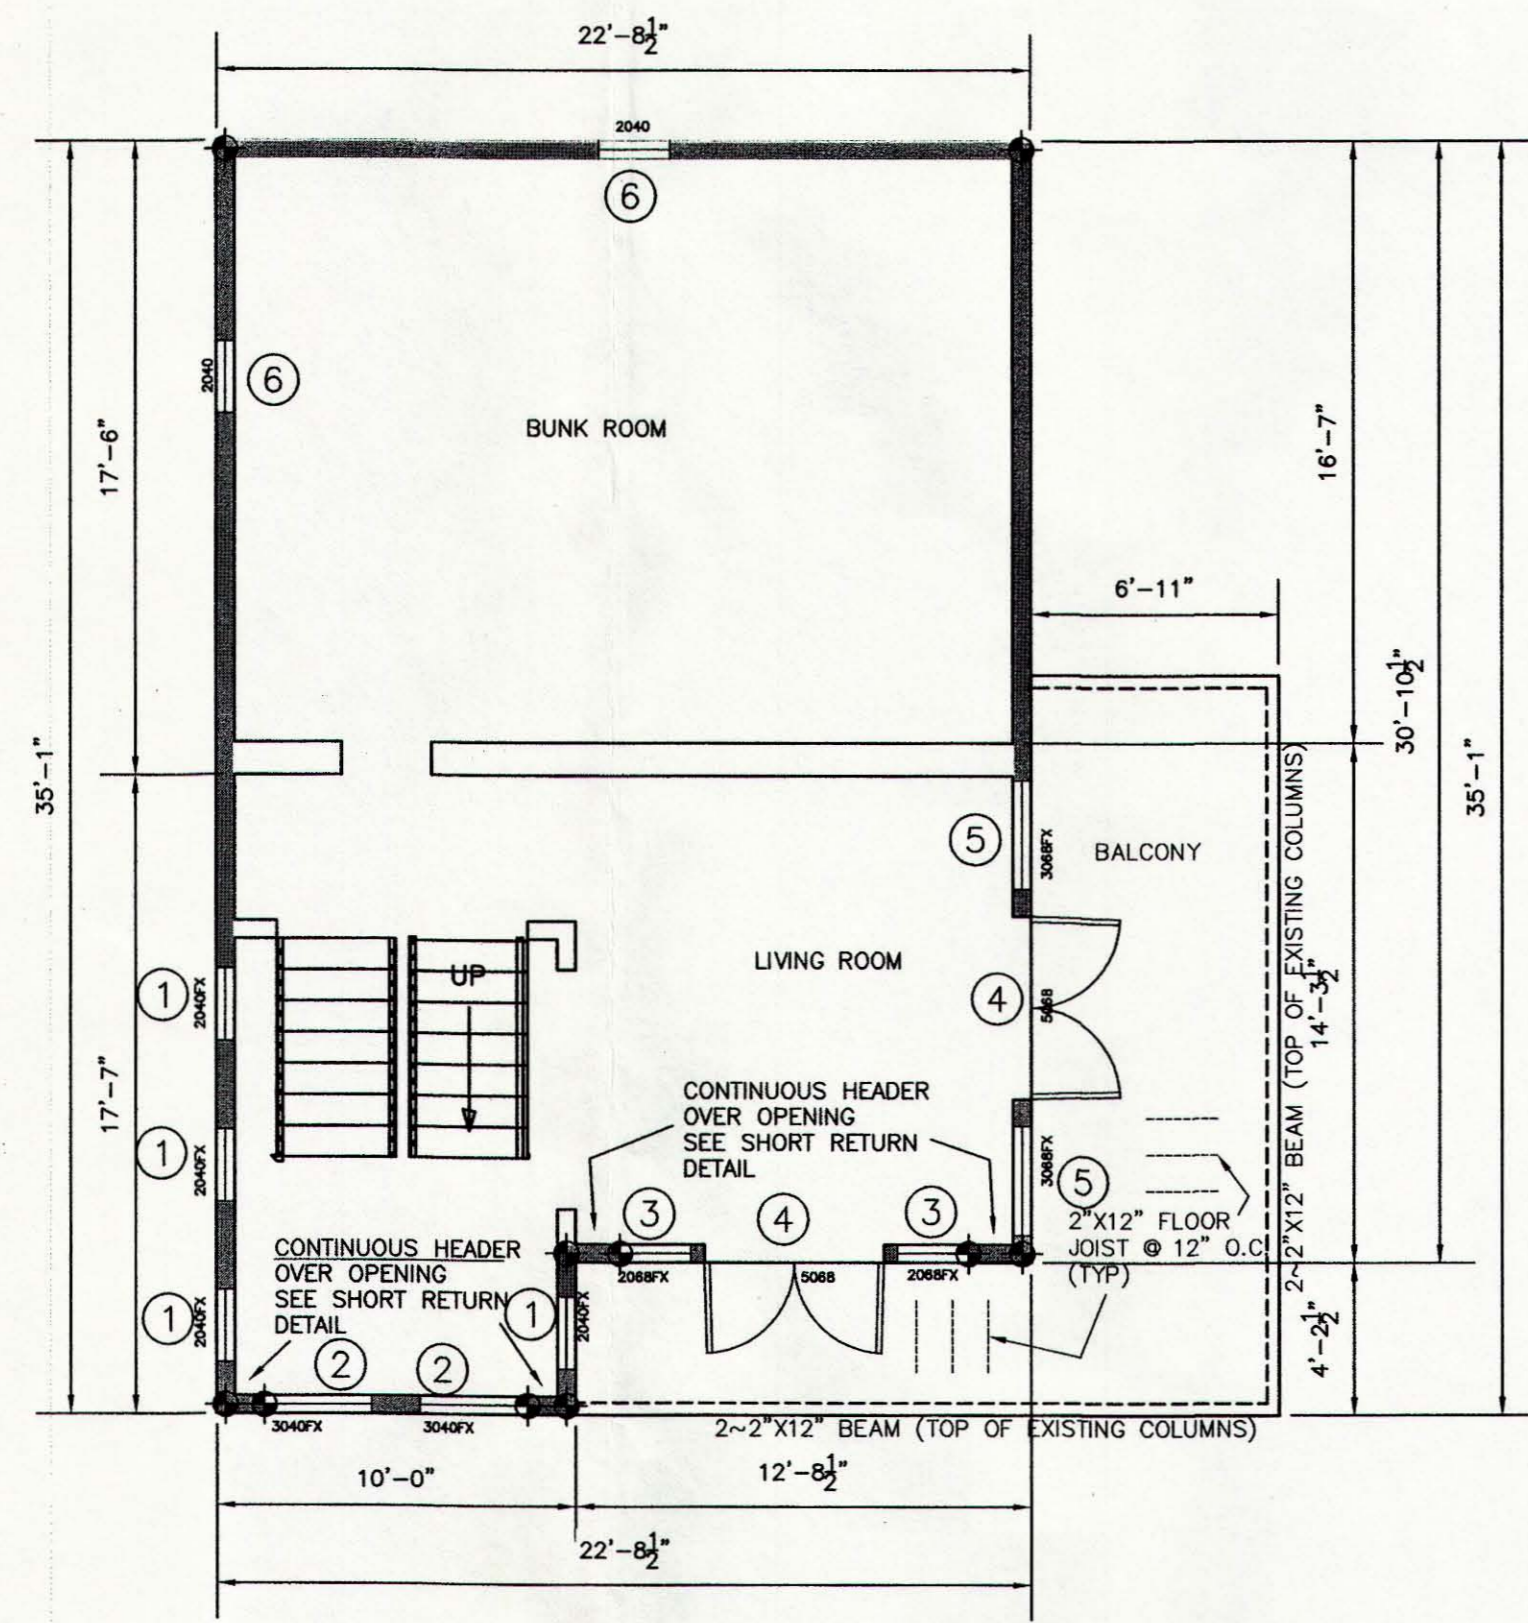 22'-8½"
2040
6
2040
6
BUNK ROOM
17'-6"
16'-7"
6'-11"
30'-10½"
35'-1"
35'-1"
5
3068FX
BALCONY
2~2"X12" BEAM (TOP OF EXISTING COLUMNS)
LIVING ROOM
UP
1
2040FX
4
5068
14'-3½"
17'-7"
CONTINUOUS HEADER
OVER OPENING
SEE SHORT RETURN
DETAIL
1
2040FX
3068FX
5
3
4
3
2"X12" FLOOR
JOIST @ 12" O.C.
(TYP)
2068FX
5068
2068FX
CONTINUOUS HEADER
OVER OPENING
SEE SHORT RETURN
DETAIL
1
2040FX
1
2040FX
2
2
4'-2½"
3040FX
3040FX
2~2"X12" BEAM (TOP OF EXISTING COLUMNS)
10'-0"
12'-8½"
22'-8½"